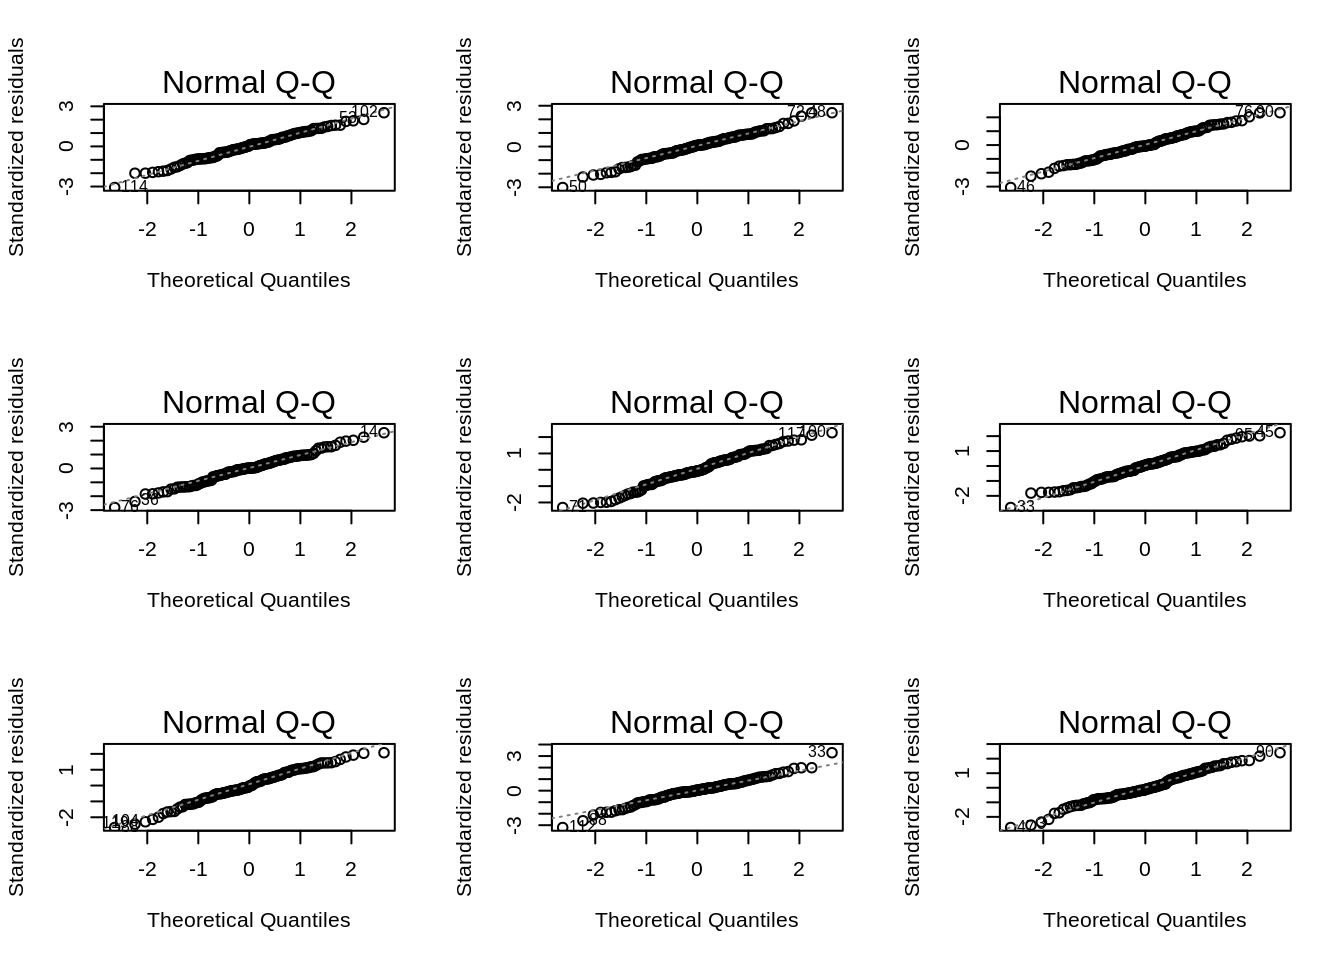 Normal Q-Q
Standardized residuals
3
0
-3
102
114
-2 -1 0 1 2
Theoretical Quantiles
Normal Q-Q
Standardized residuals
3
0
-3
50
-2 -1 0 1 2
Theoretical Quantiles
Normal Q-Q
Standardized residuals
0
-3
46
-2 -1 0 1 2
Theoretical Quantiles
Normal Q-Q
Standardized residuals
3
0
-3
14
-2 -1 0 1 2
Theoretical Quantiles
Normal Q-Q
Standardized residuals
1
-2
-2 -1 0 1 2
Theoretical Quantiles
Normal Q-Q
Standardized residuals
1
-2
33
-2 -1 0 1 2
Theoretical Quantiles
Normal Q-Q
Standardized residuals
1
-2
-2 -1 0 1 2
Theoretical Quantiles
Normal Q-Q
Standardized residuals
3
0
-3
33
112
-2 -1 0 1 2
Theoretical Quantiles
Normal Q-Q
Standardized residuals
1
-2
90
-2 -1 0 1 2
Theoretical Quantiles